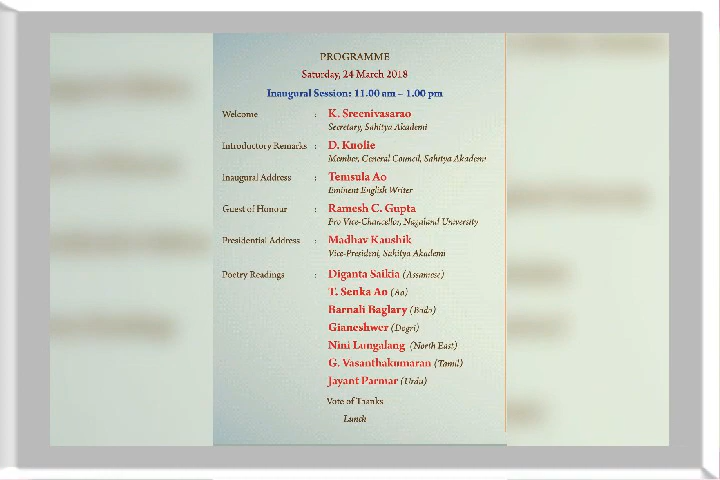 PROGRAMME
Saturday, 24 March 2018
Inaugural Session: 11.00 am – 1.00 pm
Welcome : K. Sreenivasarao
Secretary, Sahitya Akademi
Introductory Remarks : D. Kuolie
Member, General Council, Sahitya Akademi
Inaugural Address : Temsula Ao
Eminent English Writer
Guest of Honour : Ramesh C. Gupta
Pro Vice-Chancellor, Nagaland University
Presidential Address : Madhav Kaushik
Vice-President, Sahitya Akademi
Poetry Readings : Diganta Saikia (Assamese)
T. Senka Ao (Ao)
Barnali Baglary (Bodo)
Gianeshwer (Dogri)
Nini Lungalang (North East)
G. Vasanthakumaran (Tamil)
Jayant Parmar (Urdu)
Vote of Thanks
Lunch